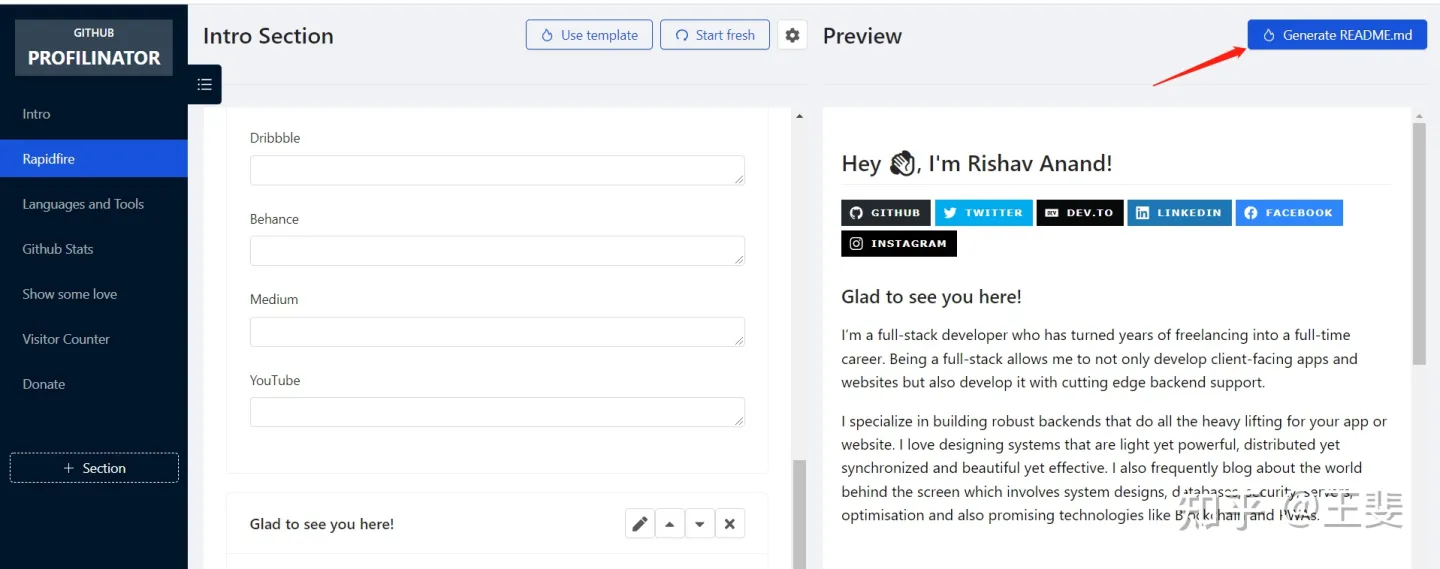 GITHUB
PROFILINATOR
Intro
Rapidfire
Languages and Tools
Github Stats
Show some love
Visitor Counter
Donate
+ Section
Intro Section
Use template
Start fresh
Dribbble
Behance
Medium
YouTube
Glad to see you here!
Preview
Generate README.md
Hey 👋, I'm Rishav Anand!
GITHUB TWITTER DEV.TO LINKEDIN FACEBOOK
INSTAGRAM
Glad to see you here!
I'm a full-stack developer who has turned years of freelancing into a full-time
career. Being a full-stack allows me to not only develop client-facing apps and
websites but also develop it with cutting edge backend support.
I specialize in building robust backends that do all the heavy lifting for your app or
website. I love designing systems that are light yet powerful, distributed yet
synchronized and beautiful yet effective. I also frequently blog about the world
behind the screen which involves system designs, databases, security, servers,
optimisation and also promising technologies like Blockchain and PWAs.
知乎 @王斐